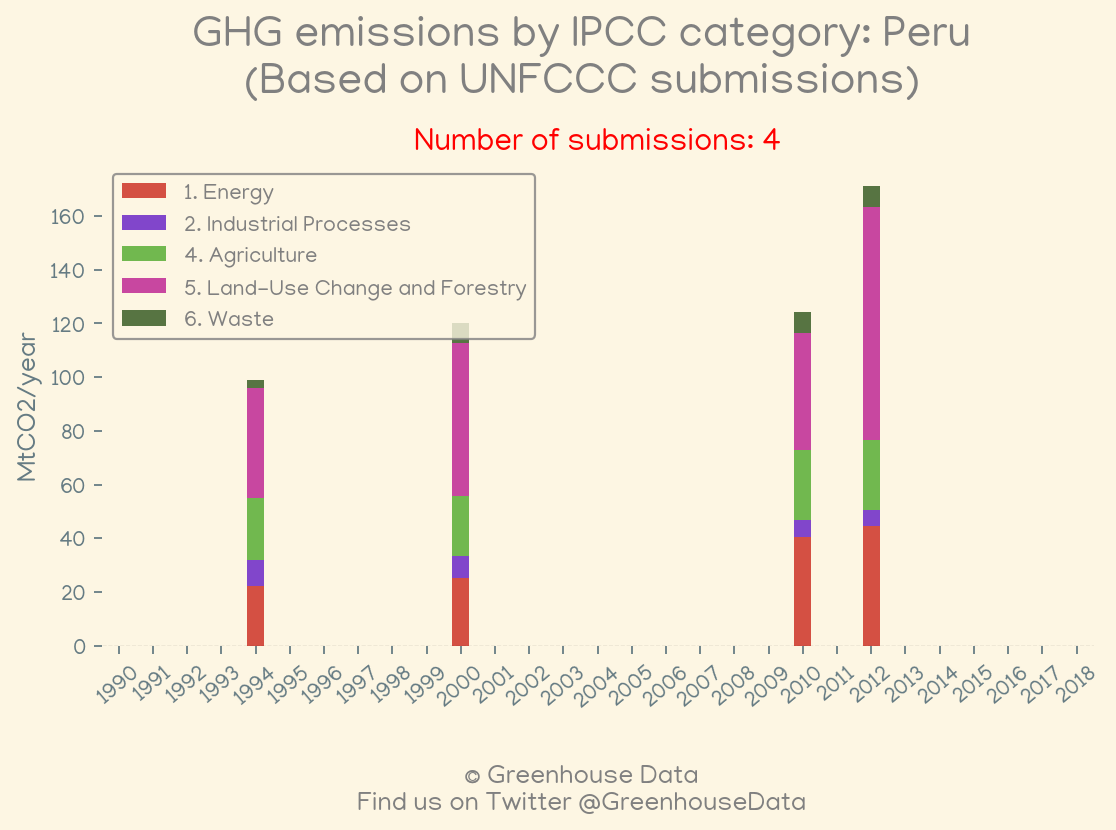 GHG emissions by IPCC category: Peru
(Based on UNFCCC submissions)
Number of submissions: 4
1. Energy
2. Industrial Processes
4. Agriculture
5. Land-Use Change and Forestry
6. Waste
MtCO2/year
160
140
120
100
80
60
40
20
0
1990 1991 1992 1993 1994 1995 1996 1997 1998 1999 2000 2001 2002 2003 2004 2005 2006 2007 2008 2009 2010 2011 2012 2013 2014 2015 2016 2017 2018
© Greenhouse Data
Find us on Twitter @GreenhouseData